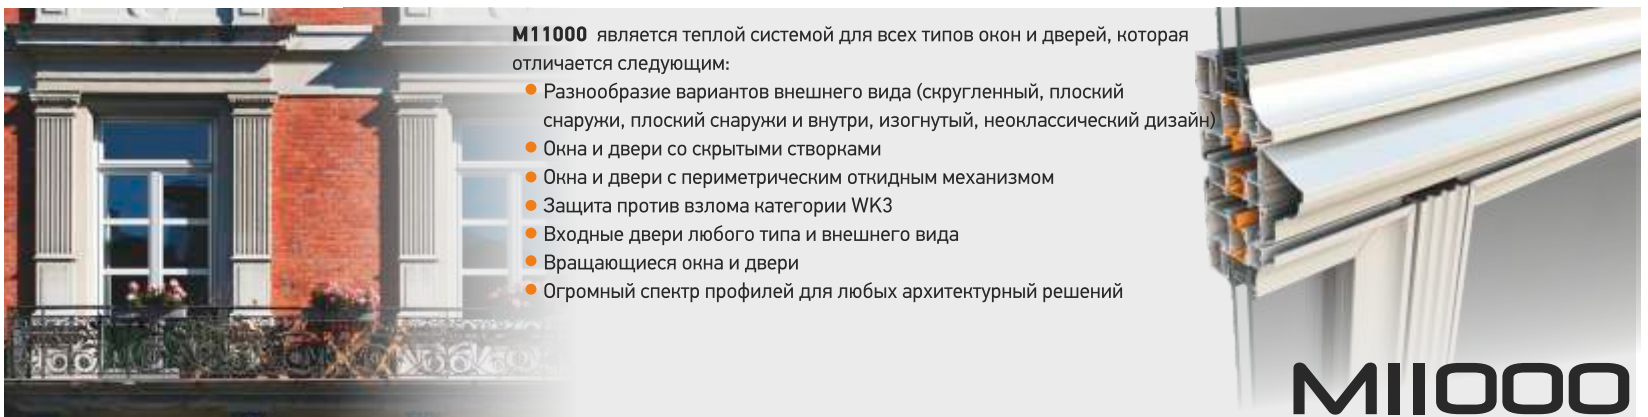 M11000 является теплой системой для всех типов окон и дверей, которая
отличается следующим:
Разнообразие вариантов внешнего вида (скругленный, плоский
снаружи, плоский снаружи и внутри, изогнутый, неоклассический дизайн)
Окна и двери со скрытыми створками
Окна и двери с периметрическим откидным механизмом
Защита против взлома категории WK3
Входные двери любого типа и внешнего вида
Вращающиеся окна и двери
Огромный спектр профилей для любых архитектурный решений
M11000